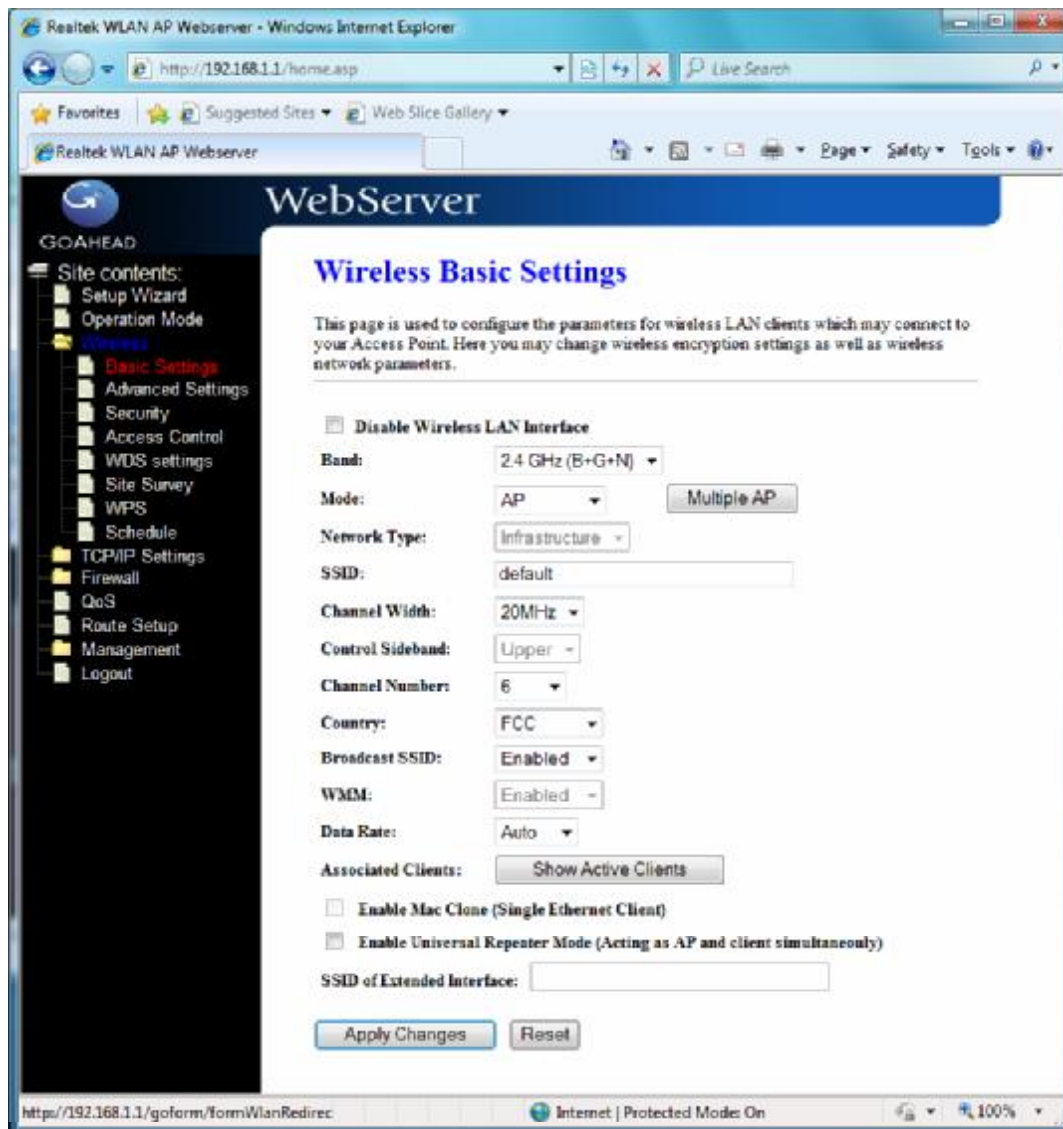 Realtek WLAN AP Webserver - Windows Internet Explorer
http://192.168.1.1/home.asp
Live Search
Favorites
Suggested Sites
Web Slice Gallery
Realtek WLAN AP Webserver
Page
Safety
Tools
GOAHEAD
WebServer
Site contents:
Setup Wizard
Operation Mode
Wireless
Basic Settings
Advanced Settings
Security
Access Control
WDS settings
Site Survey
WPS
Schedule
TCP/IP Settings
Firewall
QoS
Route Setup
Management
Logout
Wireless Basic Settings
This page is used to configure the parameters for wireless LAN clients which may connect to
your Access Point. Here you may change wireless encryption settings as well as wireless
network parameters.
Disable Wireless LAN Interface
Band: 2.4 GHz (B+G+N)
Mode: AP Multiple AP
Network Type: Infrastructure
SSID: default
Channel Width: 20MHz
Control Sideband: Upper
Channel Number: 6
Country: FCC
Broadcast SSID: Enabled
WMM: Enabled
Data Rate: Auto
Associated Clients: Show Active Clients
Enable Mac Clone (Single Ethernet Client)
Enable Universal Repeater Mode (Acting as AP and client simultaneouly)
SSID of Extended Interface:
Apply Changes Reset
http://192.168.1.1/goform/formWlanRedirec
Internet | Protected Mode: On
100%